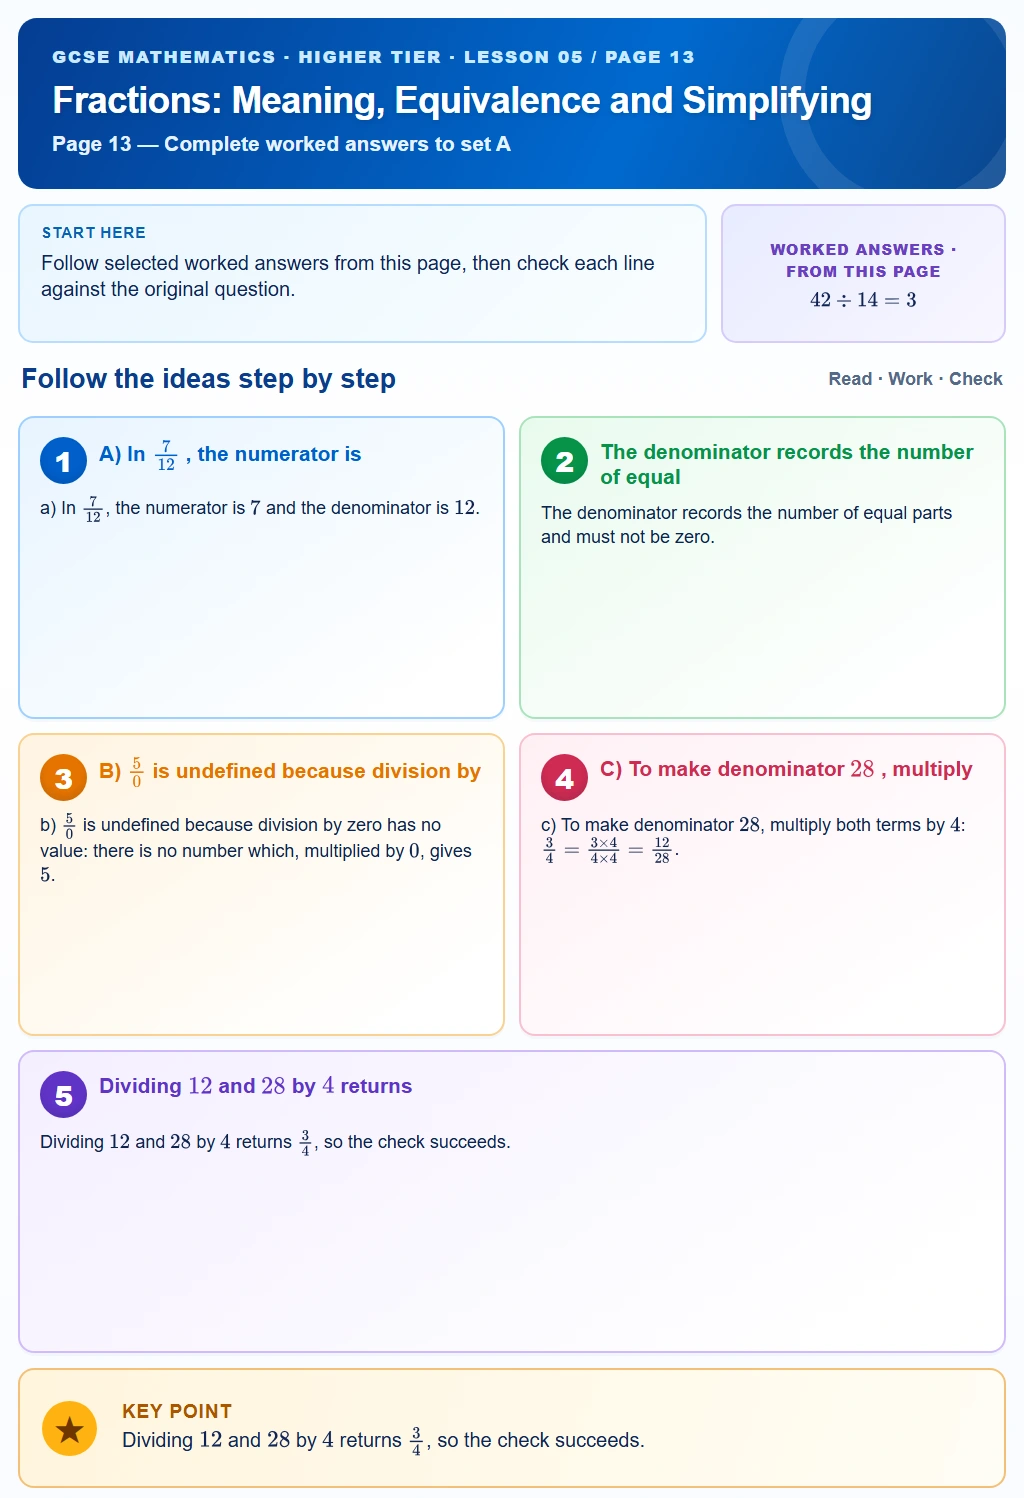 GCSE MATHEMATICS · HIGHER TIER · LESSON 05 / PAGE 13
Fractions: Meaning, Equivalence and Simplifying
Page 13 — Complete worked answers to set A
START HERE
Follow selected worked answers from this page, then check each line
against the original question.
WORKED ANSWERS ·
FROM THIS PAGE
42 ÷ 14 = 3
Follow the ideas step by step
Read · Work · Check
1
A) In 7/12 , the numerator is
a) In 7/12, the numerator is 7 and the denominator is 12.
2
The denominator records the number
of equal
The denominator records the number of equal parts
and must not be zero.
3
B) 5/0 is undefined because division by
b) 5/0 is undefined because division by zero has no
value: there is no number which, multiplied by 0, gives
5.
4
C) To make denominator 28 , multiply
c) To make denominator 28, multiply both terms by 4:
3/4 = 3×4/4×4 = 12/28.
5
Dividing 12 and 28 by 4 returns
Dividing 12 and 28 by 4 returns 3/4, so the check succeeds.
KEY POINT
Dividing 12 and 28 by 4 returns 3/4, so the check succeeds.